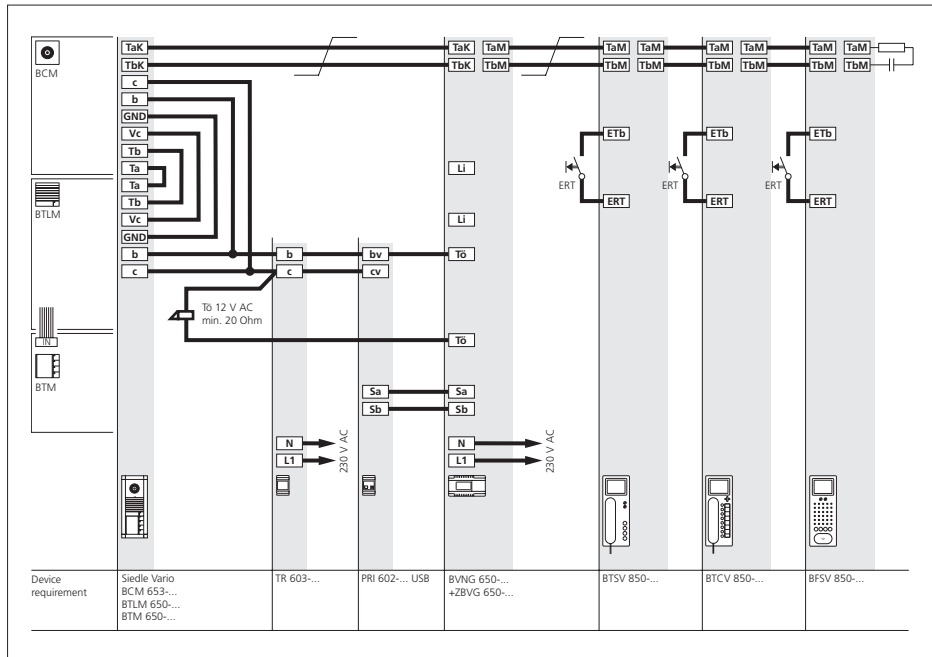 BCM
TaK
TaK TaM
TaM TaM
TaM TaM
TaM TaM
TbK
TbK TbM
TbM TbM
TbM TbM
TbM TbM
c
b
GND
Vc
Tb
Ta
Ta
Tb
Vc
GND
b
c
BTLM
IN
BTM
b
c
bv
cv
Li
Li
Tö
Tö 12 V AC
min. 20 Ohm
Tö
Sa
Sb
Sa
Sb
N
L1
230 V AC
N
L1
230 V AC
ETb
ERT
ERT
ETb
ERT
ERT
ETb
ERT
ERT
Device
requirement
Siedle Vario
BCM 653-...
BTLM 650-...
BTM 650-...
TR 603-...
PRI 602-... USB
BVNG 650-...
+ZBVG 650-...
BTSV 850-...
BTCV 850-...
BFSV 850-...